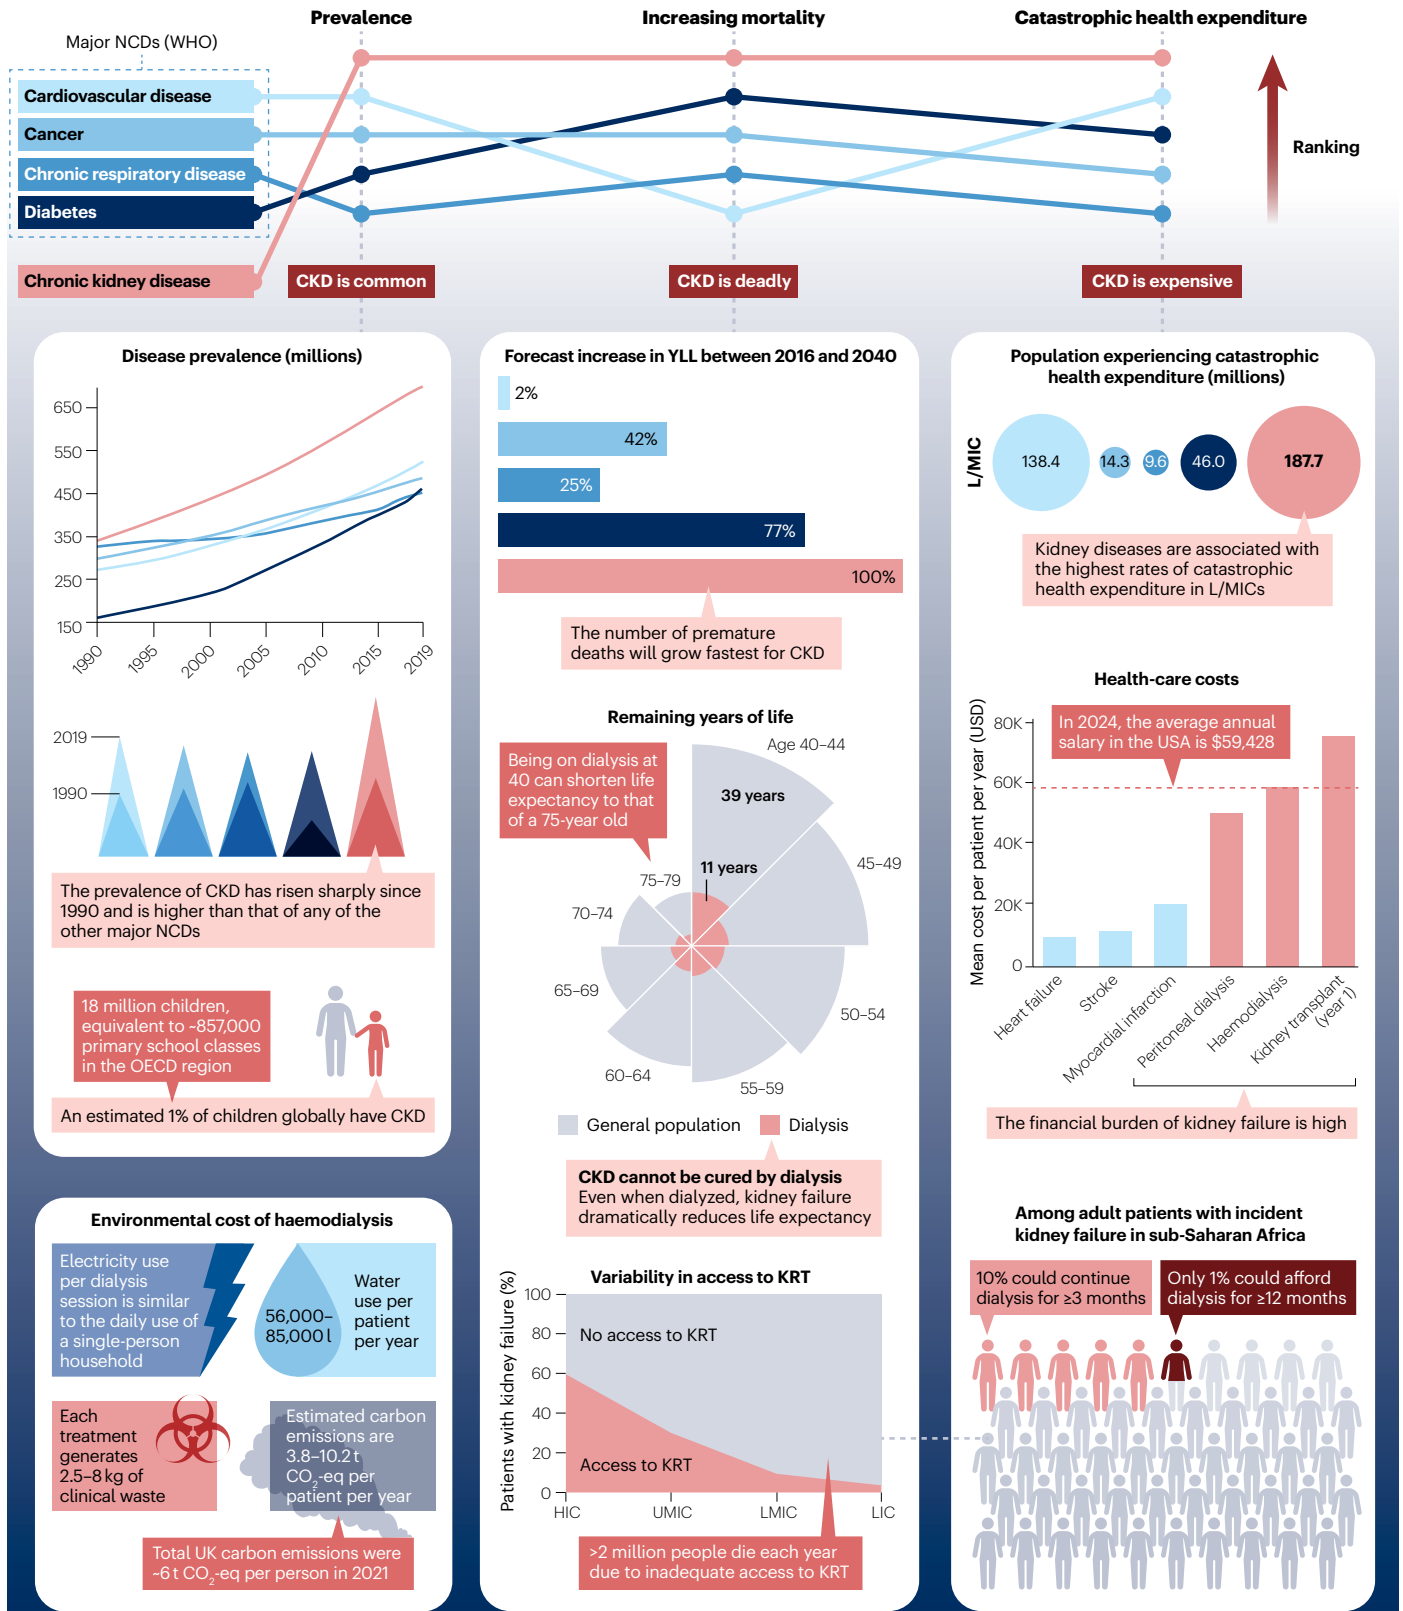 Prevalence
Increasing mortality
Catastrophic health expenditure
Major NCDs (WHO)
Cardiovascular disease
Cancer
Chronic respiratory disease
Diabetes
Chronic kidney disease
Ranking
CKD is common
CKD is deadly
CKD is expensive
Disease prevalence (millions)
650
550
450
350
250
150
1990
1995
2000
2005
2010
2015
2019
2019
1990
The prevalence of CKD has risen sharply since
1990 and is higher than that of any of the
other major NCDs
18 million children,
equivalent to ~857,000
primary school classes
in the OECD region
An estimated 1% of children globally have CKD
Environmental cost of haemodialysis
Electricity use
per dialysis
session is similar
to the daily use of
a single-person
household
56,000–
85,000 l
Water
use per
patient
per year
Each
treatment
generates
2.5–8 kg of
clinical waste
Estimated carbon
emissions are
3.8–10.2 t
CO2-eq per
patient per year
Total UK carbon emissions were
~6 t CO2-eq per person in 2021
Forecast increase in YLL between 2016 and 2040
2%
42%
25%
77%
100%
The number of premature
deaths will grow fastest for CKD
Remaining years of life
Being on dialysis at
40 can shorten life
expectancy to that
of a 75-year old
Age 40–44
39 years
11 years
45–49
50–54
55–59
60–64
65–69
70–74
75–79
General population
Dialysis
CKD cannot be cured by dialysis
Even when dialyzed, kidney failure
dramatically reduces life expectancy
Variability in access to KRT
Patients with kidney failure (%)
100
80
60
40
20
0
No access to KRT
Access to KRT
HIC
UMIC
LMIC
LIC
>2 million people die each year
due to inadequate access to KRT
Population experiencing catastrophic
health expenditure (millions)
L/MIC
138.4
14.3
9.6
46.0
187.7
Kidney diseases are associated with
the highest rates of catastrophic
health expenditure in L/MICs
Health-care costs
Mean cost per patient per year (USD)
80K
60K
40K
20K
0
In 2024, the average annual
salary in the USA is $59,428
Heart failure
Stroke
Myocardial infarction
Peritoneal dialysis
Haemodialysis
Kidney transplant
(year 1)
The financial burden of kidney failure is high
Among adult patients with incident
kidney failure in sub-Saharan Africa
10% could continue
dialysis for ≥3 months
Only 1% could afford
dialysis for ≥12 months